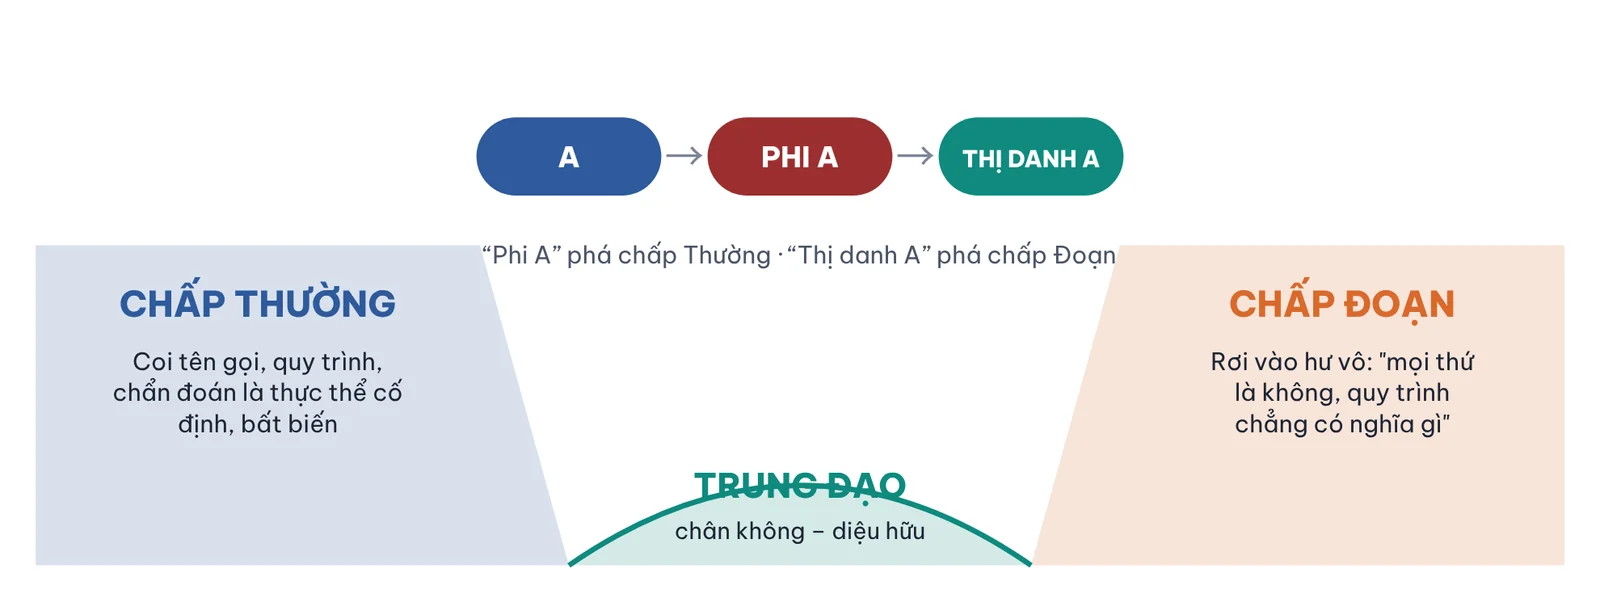 A
PHI A
THỊ DANH A
“Phi A” phá chấp Thường · “Thị danh A” phá chấp Đoạn
CHẤP THƯỜNG
Coi tên gọi, quy trình,
chẩn đoán là thực thể cố
định, bất biến
CHẤP ĐOẠN
Rơi vào hư vô: "mọi thứ
là không, quy trình
chẳng có nghĩa gì"
TRUNG ĐẠO
chân không – diệu hữu